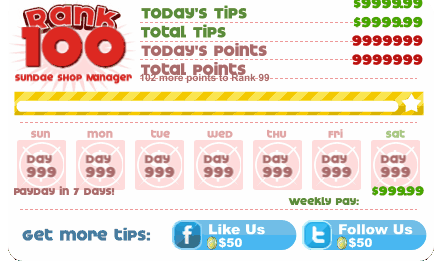 Rank
100
Sundae Shop Manager
Today's Tips $9999.99
Total Tips $9999.99
Today's Points 9999999
Total Points 9999999
102 more points to Rank 99
sun mon tue wed thu fri sat
Day 999 Day 999 Day 999 Day 999 Day 999 Day 999 Day 999
Payday in 7 Days!
Weekly Pay: $999.99
Get more tips:
Like Us
$50
Follow Us
$50